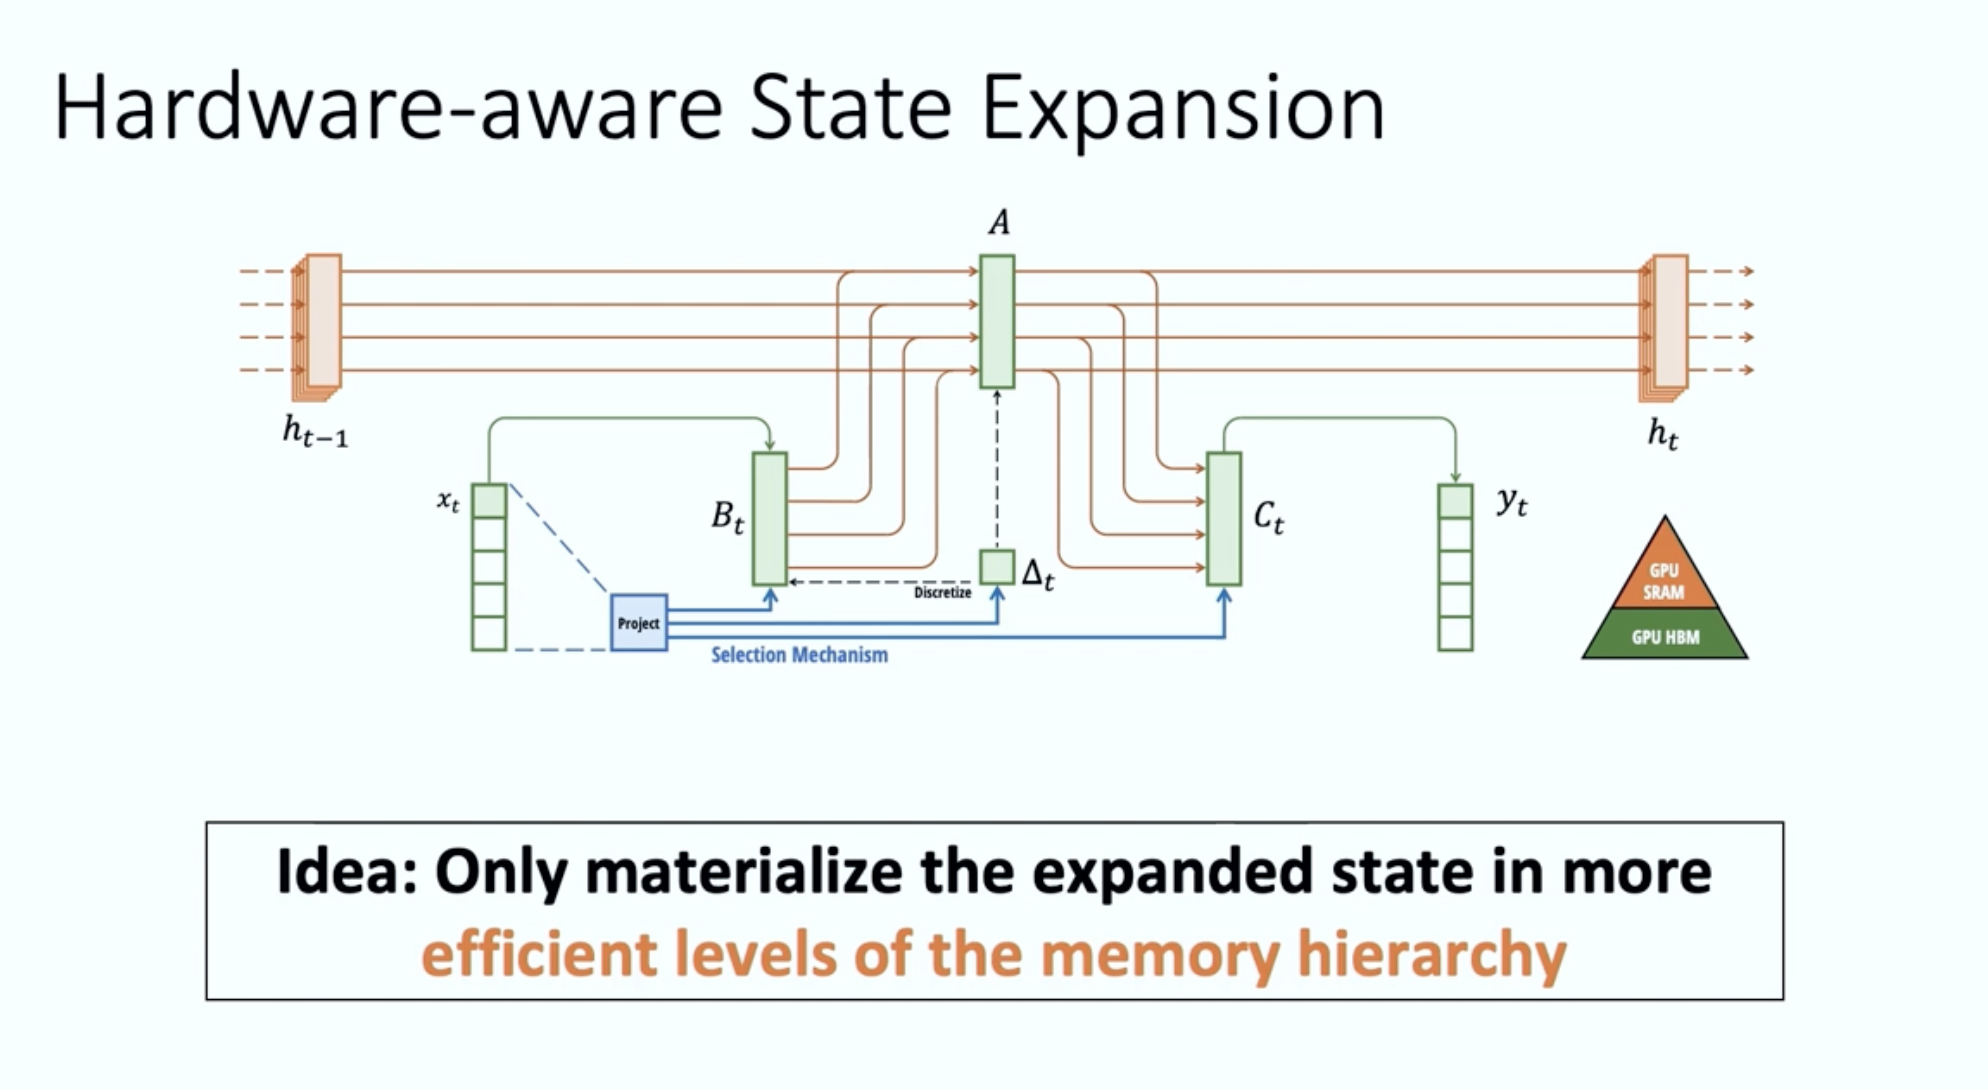 Hardware-aware State Expansion
A
h_{t-1}
h_t
x_t
B_t
C_t
y_t
Δ_t
Discretize
Project
Selection Mechanism
GPU
SRAM
GPU HBM
Idea: Only materialize the expanded state in more
efficient levels of the memory hierarchy